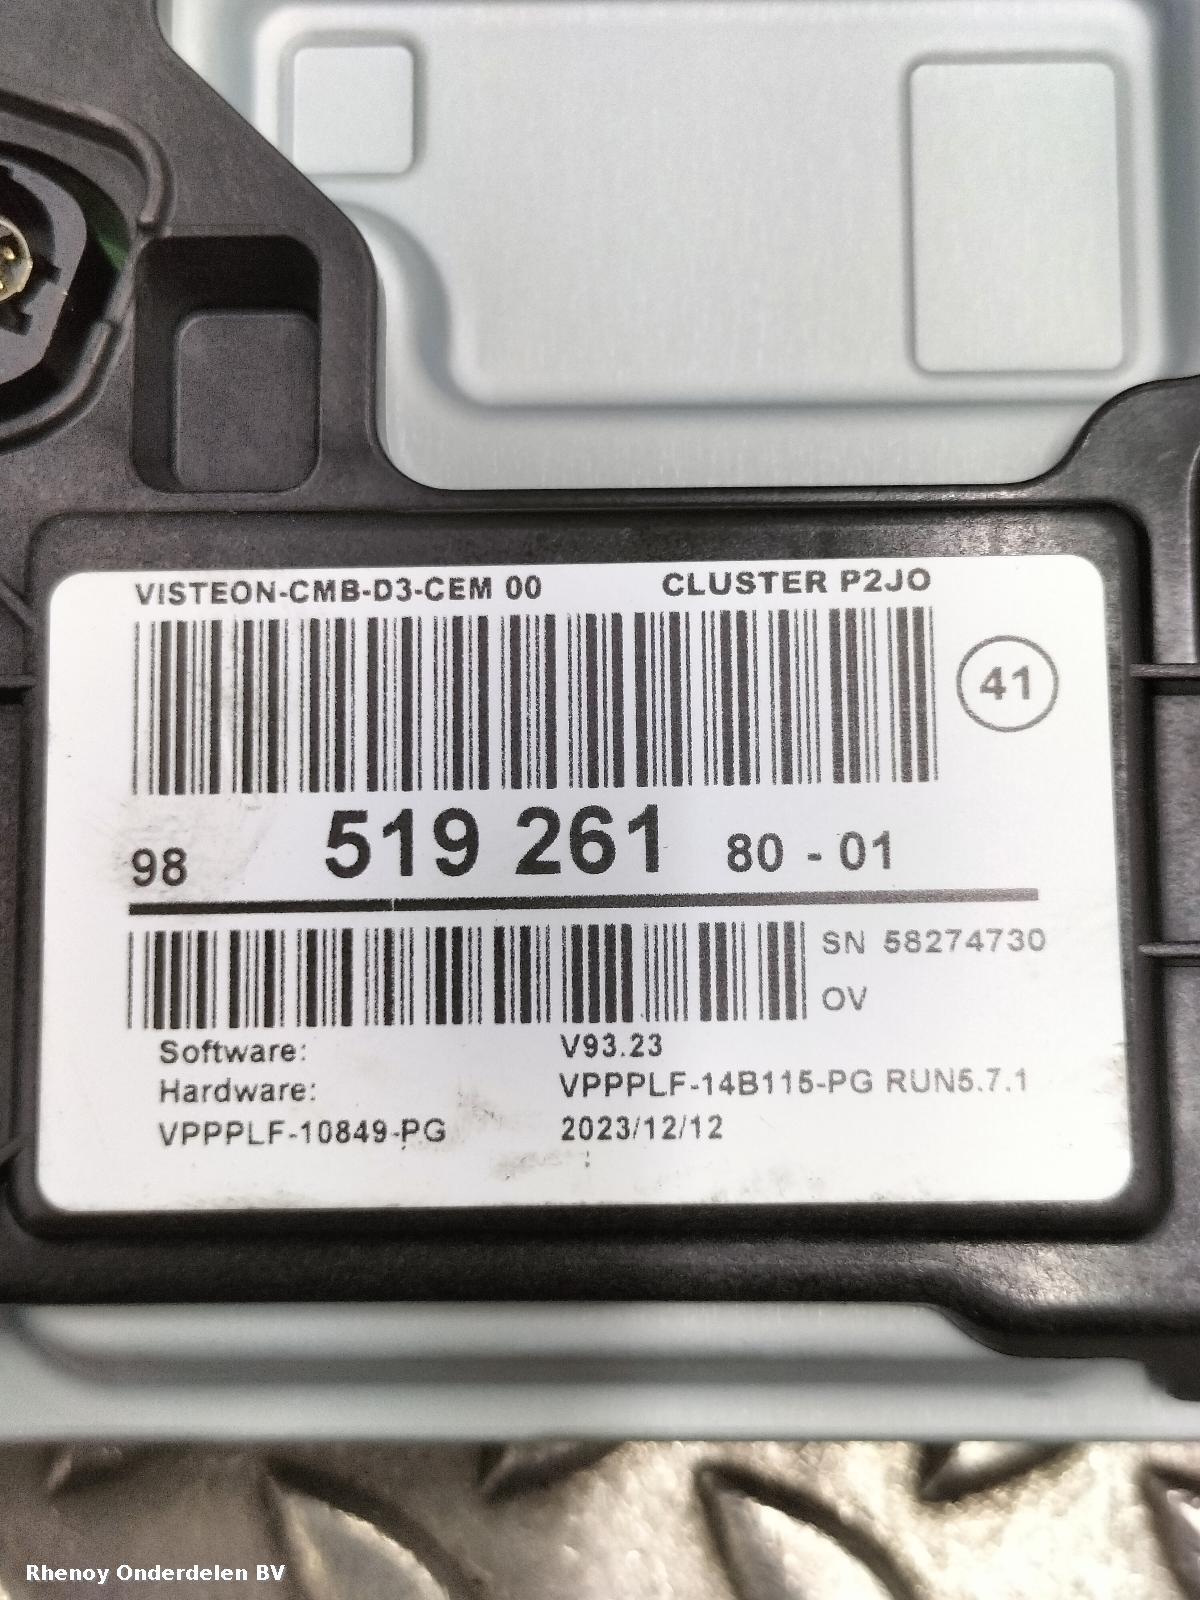 VISTEON-CMB-D3-CEM 00 CLUSTER P2JO
41
98 519 261 80 - 01
SN 58274730
OV
Software: V93.23
Hardware: VPPPLF-14B115-PG RUN5.7.1
VPPPLF-10849-PG 2023/12/12
Rhenoy Onderdelen BV